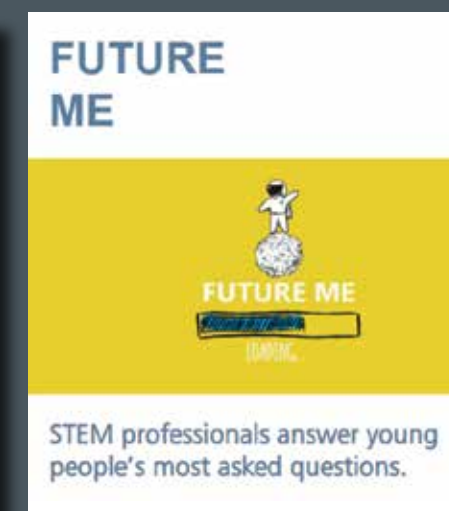 FUTURE
ME
FUTURE ME
LOADING
STEM professionals answer young
people's most asked questions.